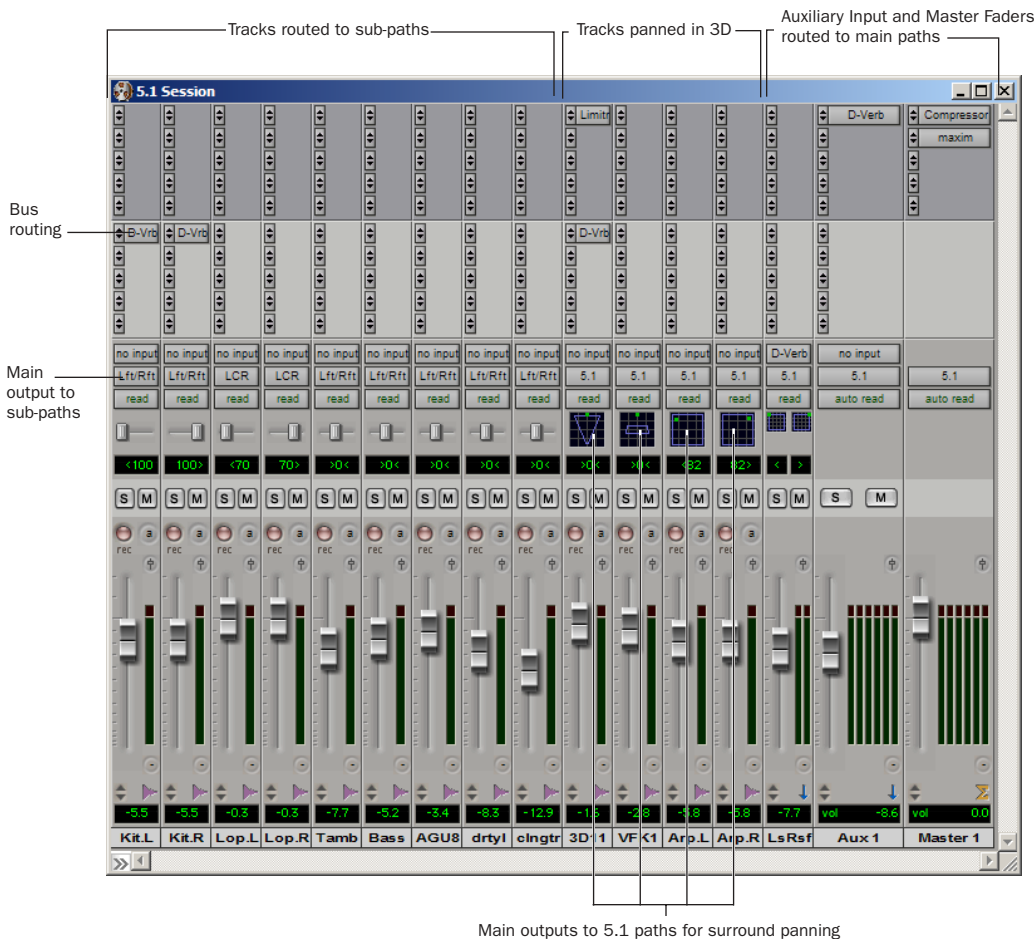 Tracks routed to sub-paths
Tracks panned in 3D
Auxiliary Input and Master Faders
routed to main paths
5.1 Session
Limitr D-Verb Compressor
maxim
Bus
routing
D-Vrb D-Vrb D-Vrb
no input no input no input no input no input no input no input no input no input no input no input no input no input D-Verb no input
Main
output to
sub-paths
Lft/Rft Lft/Rft LCR LCR Lft/Rft Lft/Rft Lft/Rft Lft/Rft Lft/Rft 5.1 5.1 5.1 5.1 5.1 5.1 5.1
read read read read read read read read read read read read read read auto read auto read
<100 100> <70 70> >0< >0< >0< >0< >0< >0< >0< <82 82> < >
S M S M S M S M S M S M S M S M S M S M S M S M S M S M S M
a a a a a a a a a a a a a
rec rec rec rec rec rec rec rec rec rec rec rec rec
-5.5 -5.5 -0.3 -0.3 -7.7 -5.2 -3.4 -8.3 -12.9 -2.8 -5.8 -5.8 -7.7 vol -8.6 vol 0.0
Kit.L Kit.R Lop.L Lop.R Tamb Bass AGU8 drtyl clngtr 3D11 VFK1 Arp.L Arp.R LsRsf Aux 1 Master 1
Main outputs to 5.1 paths for surround panning